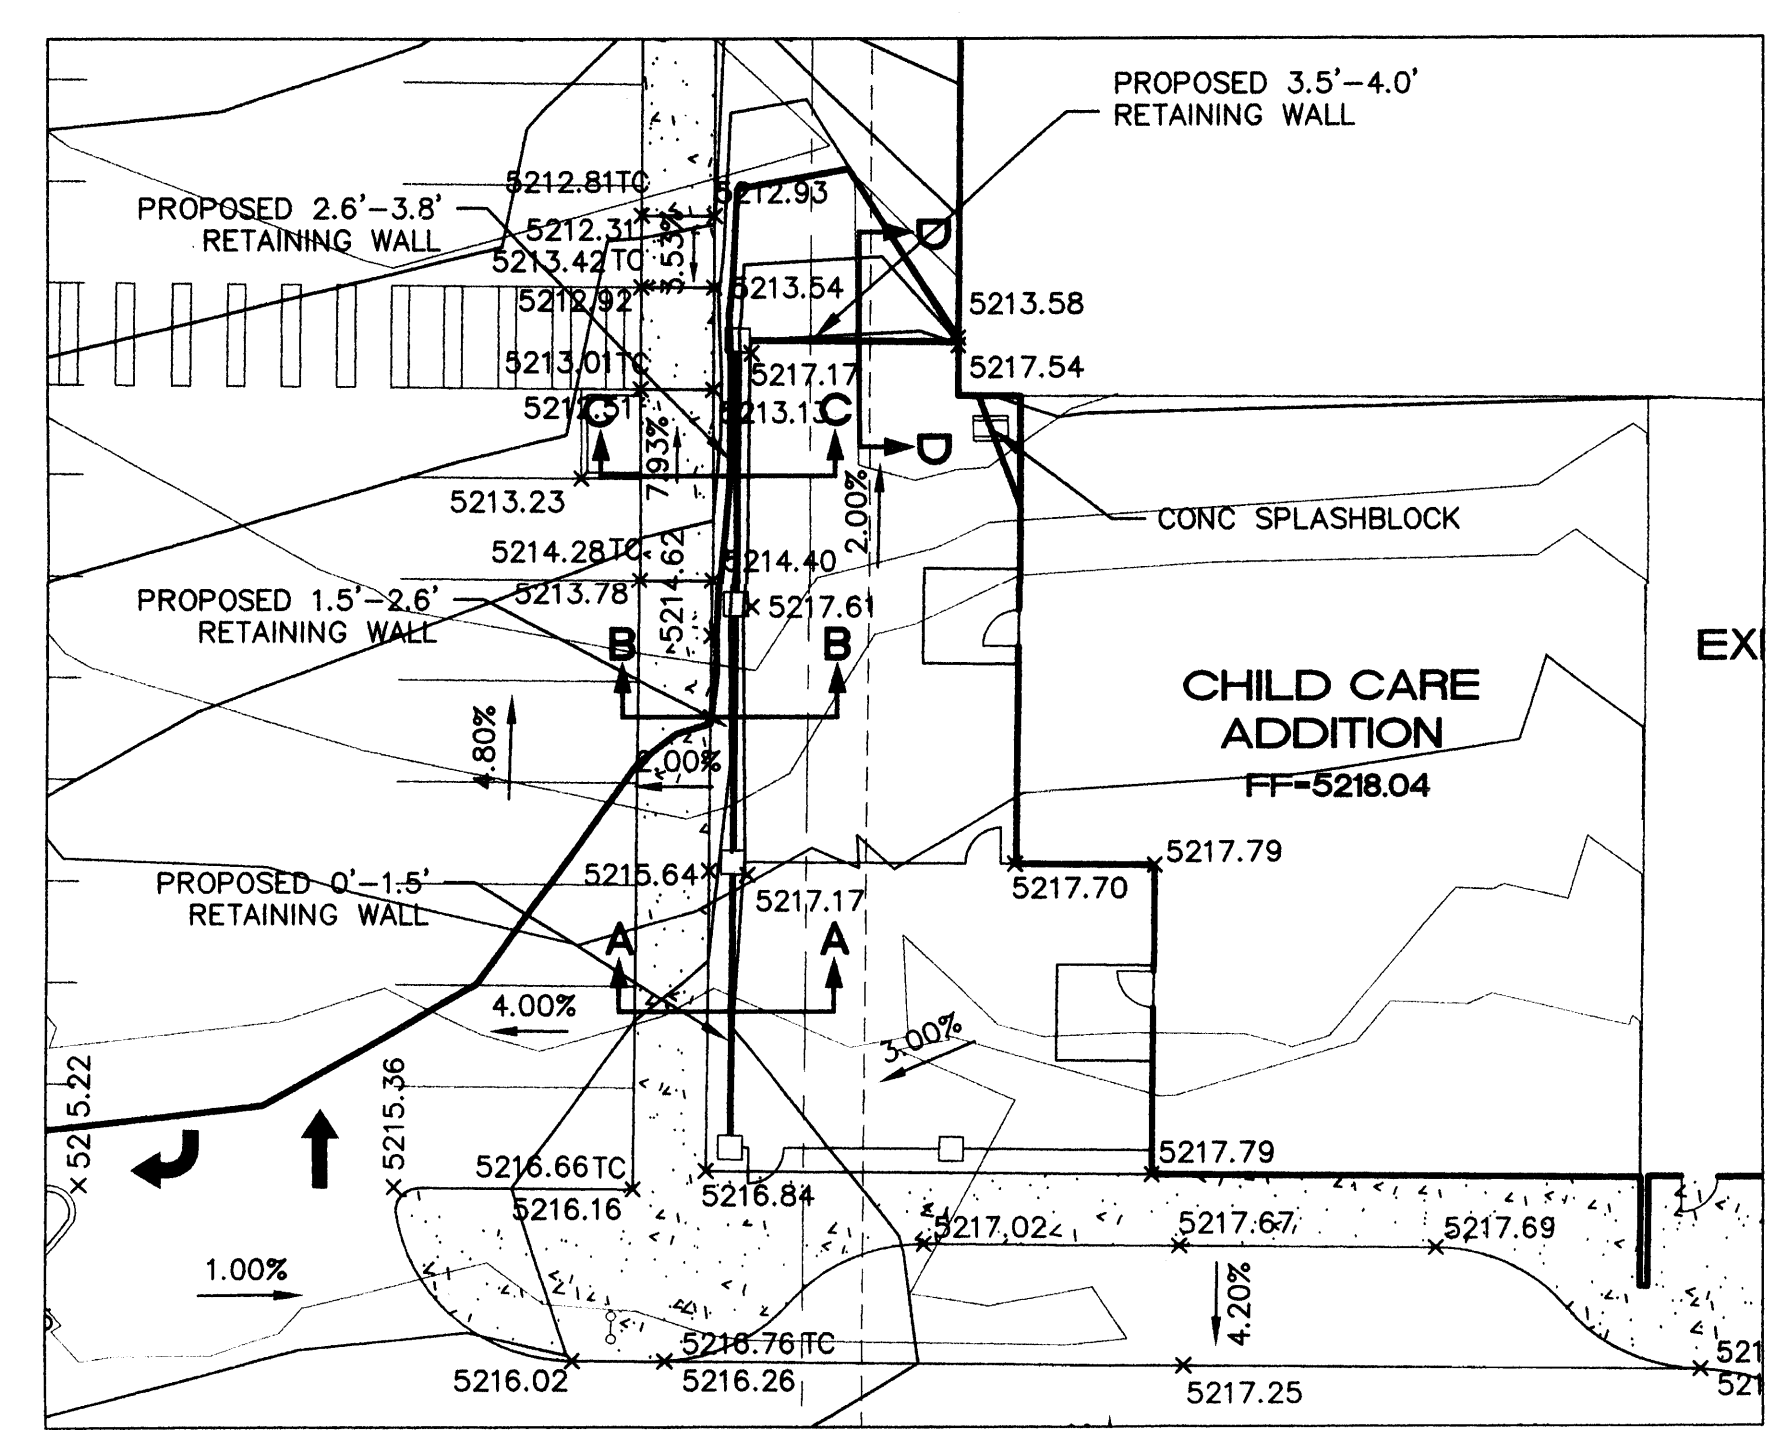 PROPOSED 3.5'-4.0'
RETAINING WALL
5212.81TC
5212.93
PROPOSED 2.6'-3.8'
RETAINING WALL
5212.31
5213.42TC
D
5213.54
5212.92
5213.58
5213.01TC
5217.17
5217.54
5213.13
C
C
7.93%
D
5213.23
2.00%
CONC SPLASHBLOCK
5214.28TC
5214.62
5214.40
5213.78
PROPOSED 1.5'-2.6'
RETAINING WALL
5217.61
B
B
CHILD CARE
ADDITION
FF=5218.04
4.80%
2.00%
5217.79
5215.64
5217.70
PROPOSED 0'-1.5'
RETAINING WALL
5217.17
A
A
4.00%
3.00%
5215.22
5215.36
5216.66TC
5217.79
5216.16
5216.84
5217.02
5217.67
5217.69
1.00%
4.20%
5216.76TC
5216.02
5216.26
5217.25